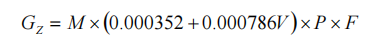 G_Z = M × (0.000352 + 0.000786V) × P × F